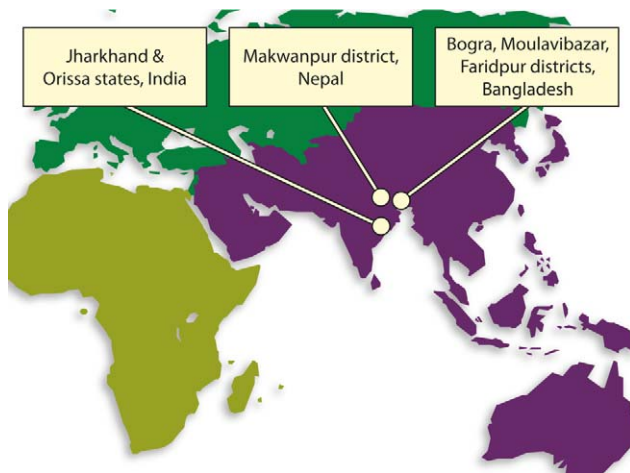 Jharkhand &
Orissa states, India
Makwanpur district,
Nepal
Bogra, Moulavibazar,
Faridpur districts,
Bangladesh